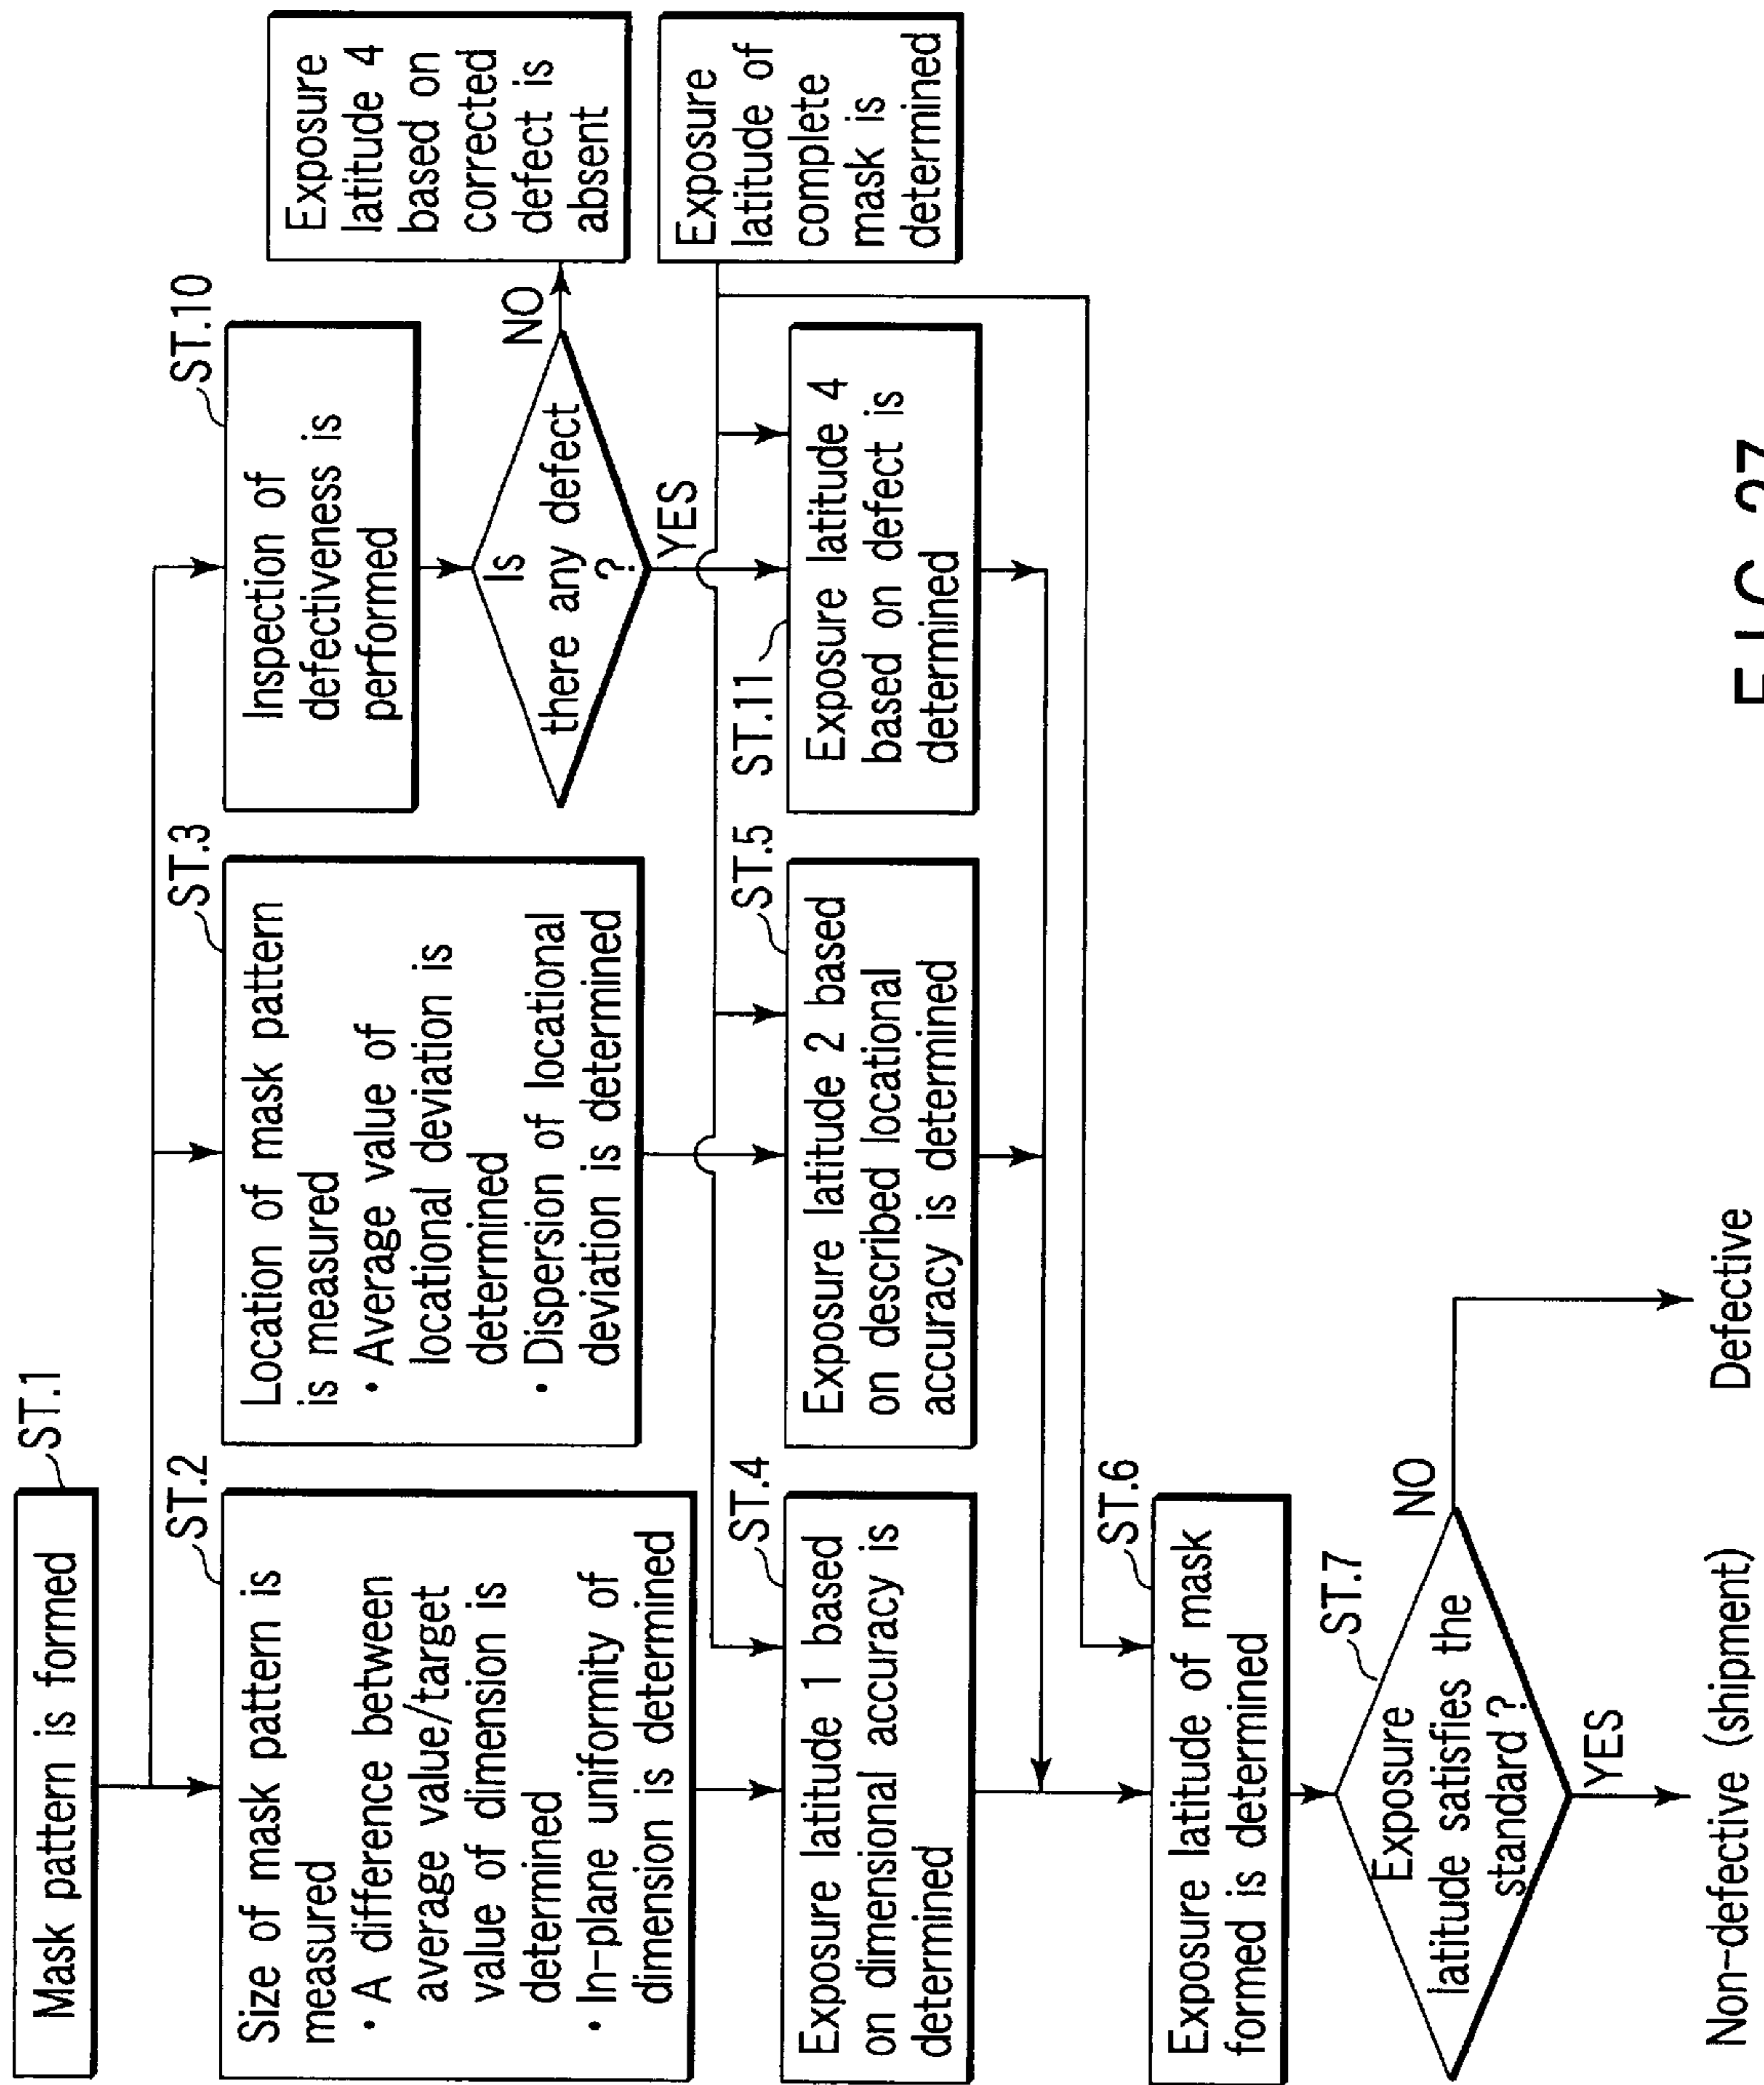 Mask pattern is formed
ST.1
Size of mask pattern is
measured
• A difference between
average value/target
value of dimension is
determined
• In-plane uniformity of
dimension is determined
ST.2
Location of mask pattern
is measured
• Average value of
locational deviation is
determined
• Dispersion of locational
deviation is determined
ST.3
Inspection of
defectiveness is
performed
ST.10
Is
there any defect
?
NO
YES
Exposure
latitude 4
based on
corrected
defect is
absent
Exposure
latitude of
complete
mask is
determined
Exposure latitude 1 based
on dimensional accuracy is
determined
ST.4
Exposure latitude 2 based
on described locational
accuracy is determined
ST.5
Exposure latitude 4
based on defect is
determined
ST.11
Exposure latitude of mask
formed is determined
ST.6
Exposure
latitude satisfies the
standard ?
ST.7
NO
YES
Non-defective (shipment)
Defective
FIG. 27